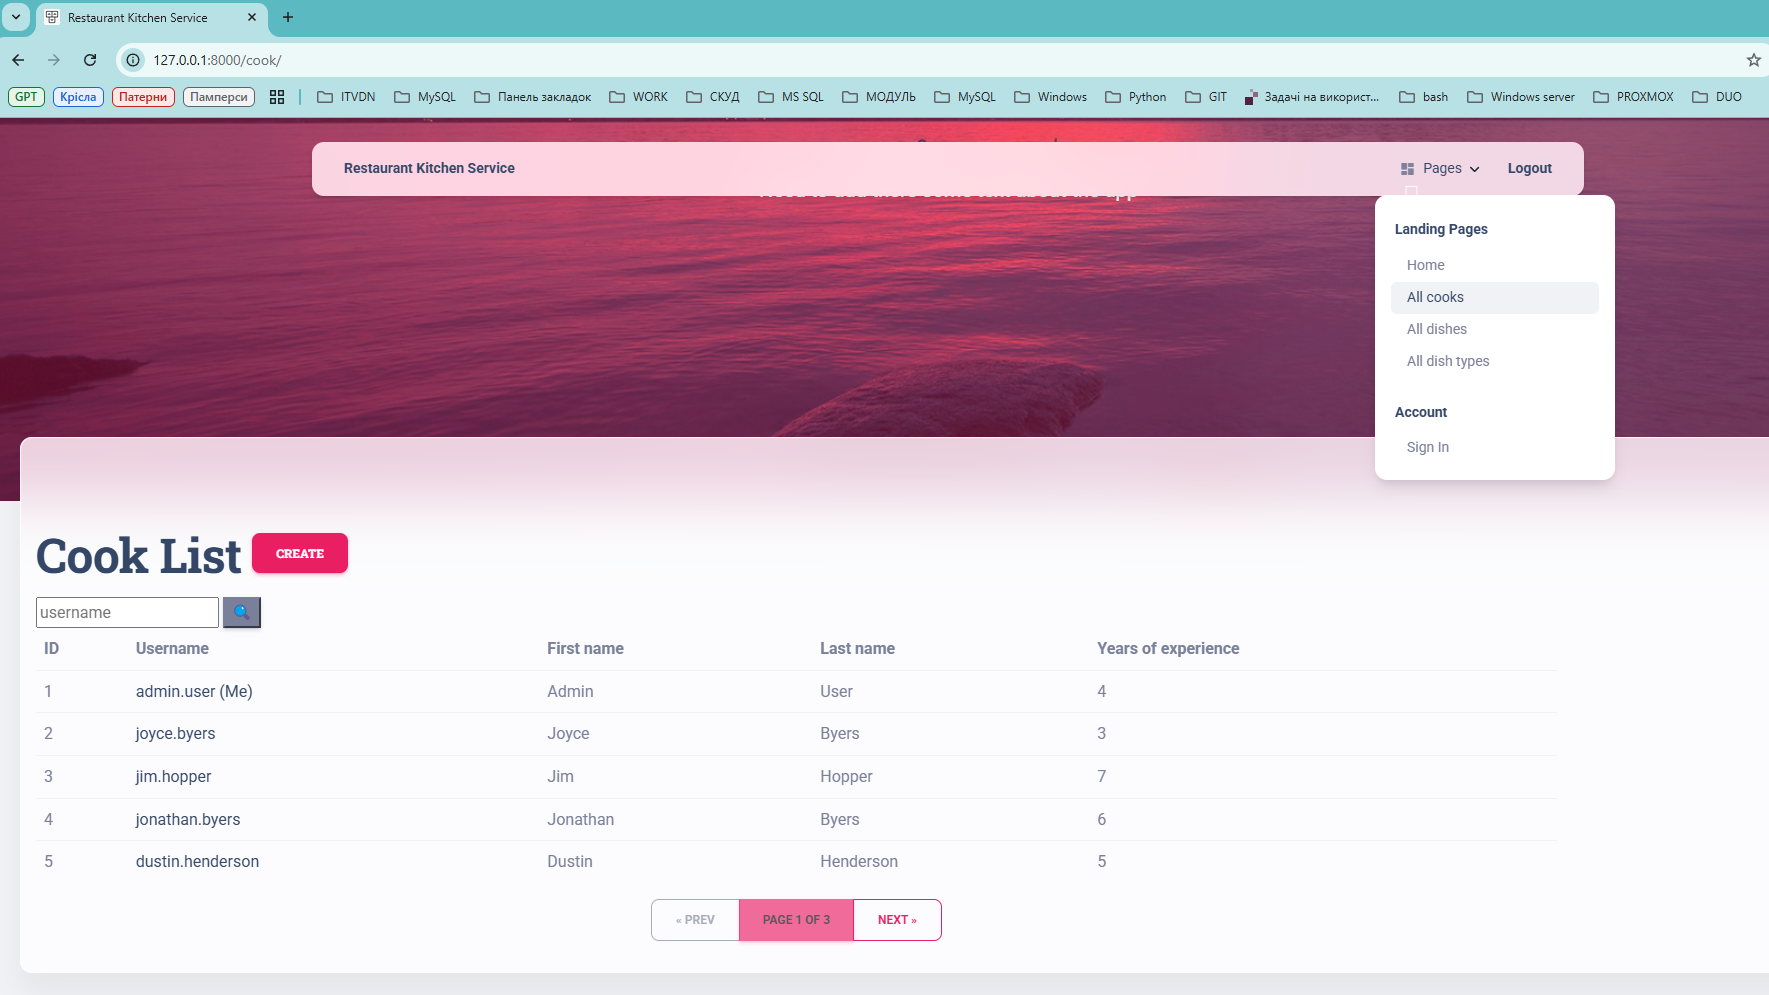 Restaurant Kitchen Service
127.0.0.1:8000/cook/
GPT Крісла Патерни Памперси ITVDN MySQL Панель закладок WORK СКУД MS SQL МОДУЛЬ MySQL Windows Python GIT Задачі на використ... bash Windows server PROXMOX DUO
Restaurant Kitchen Service Pages Logout
Landing Pages
Home
All cooks
All dishes
All dish types
Account
Sign In
Cook List CREATE
username
ID Username First name Last name Years of experience
1 admin.user (Me) Admin User 4
2 joyce.byers Joyce Byers 3
3 jim.hopper Jim Hopper 7
4 jonathan.byers Jonathan Byers 6
5 dustin.henderson Dustin Henderson 5
« PREV PAGE 1 OF 3 NEXT »